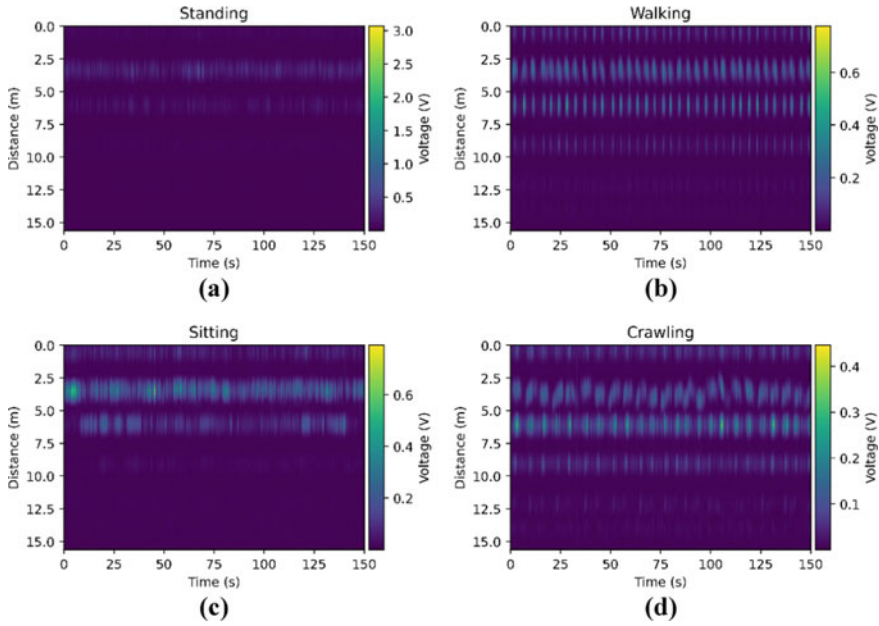 Standing
0.0
2.5
5.0
7.5
10.0
12.5
15.0
Distance (m)
0 25 50 75 100 125 150
Time (s)
3.0
2.5
2.0
1.5
1.0
0.5
Voltage (V)
(a)
Walking
0.0
2.5
5.0
7.5
10.0
12.5
15.0
Distance (m)
0 25 50 75 100 125 150
Time (s)
0.6
0.4
0.2
Voltage (V)
(b)
Sitting
0.0
2.5
5.0
7.5
10.0
12.5
15.0
Distance (m)
0 25 50 75 100 125 150
Time (s)
0.6
0.4
0.2
Voltage (V)
(c)
Crawling
0.0
2.5
5.0
7.5
10.0
12.5
15.0
Distance (m)
0 25 50 75 100 125 150
Time (s)
0.4
0.3
0.2
0.1
Voltage (V)
(d)